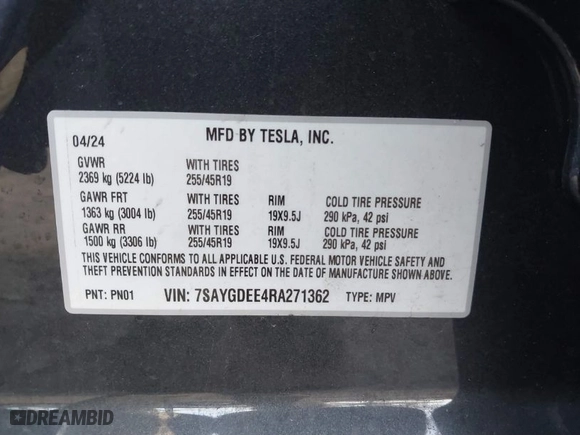 04/24 MFD BY TESLA, INC.
GVWR WITH TIRES
2369 kg (5224 lb) 255/45R19
GAWR FRT WITH TIRES RIM COLD TIRE PRESSURE
1363 kg (3004 lb) 255/45R19 19X9.5J 290 kPa, 42 psi
GAWR RR WITH TIRES RIM COLD TIRE PRESSURE
1500 kg (3306 lb) 255/45R19 19X9.5J 290 kPa, 42 psi
THIS VEHICLE CONFORMS TO ALL APPLICABLE U.S. FEDERAL MOTOR VEHICLE SAFETY AND
THEFT PREVENTION STANDARDS IN EFFECT ON THE DATE OF MANUFACTURE SHOWN ABOVE.
PNT: PN01 VIN: 7SAYGDEE4RA271362 TYPE: MPV
DREAMBID